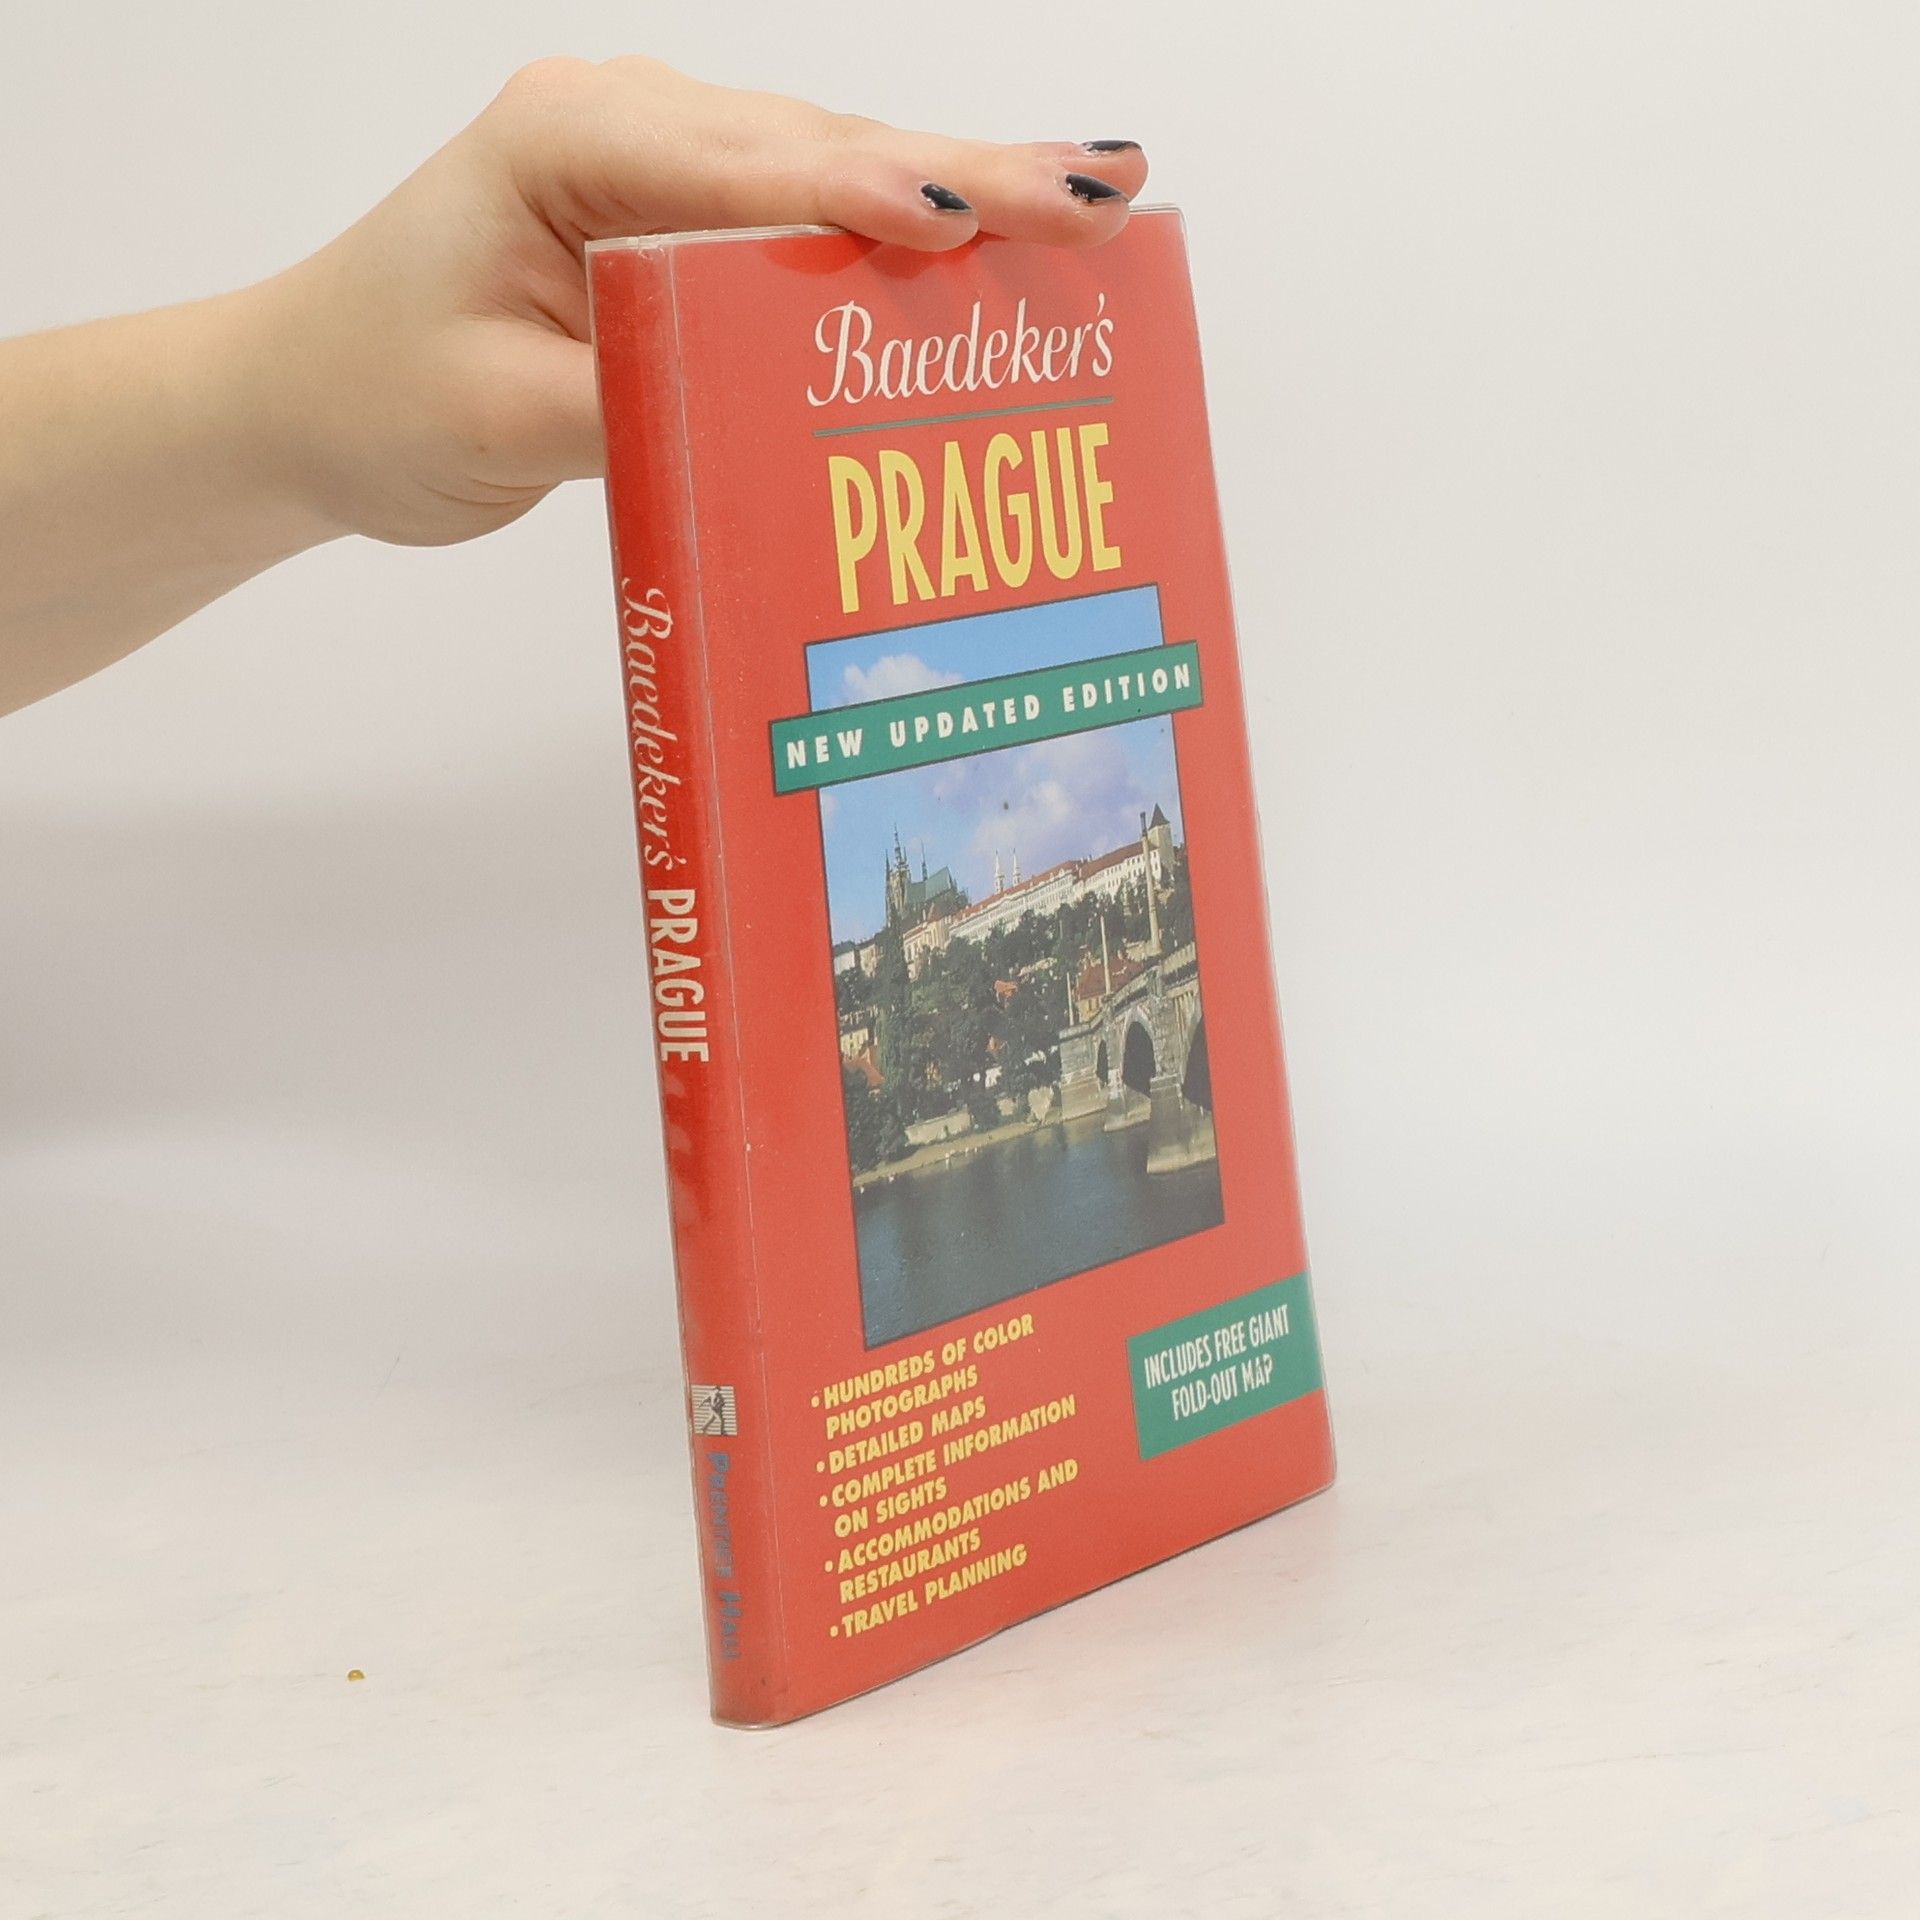 Baedeker's
PRAGUE
NEW UPDATED EDITION
• HUNDREDS OF COLOR
PHOTOGRAPHS
• DETAILED MAPS
• COMPLETE INFORMATION
ON SIGHTS
• ACCOMMODATIONS AND
RESTAURANTS
• TRAVEL PLANNING
INCLUDES FREE GIANT
FOLD-OUT MAP
Baedeker's PRAGUE
PRENTICE HALL